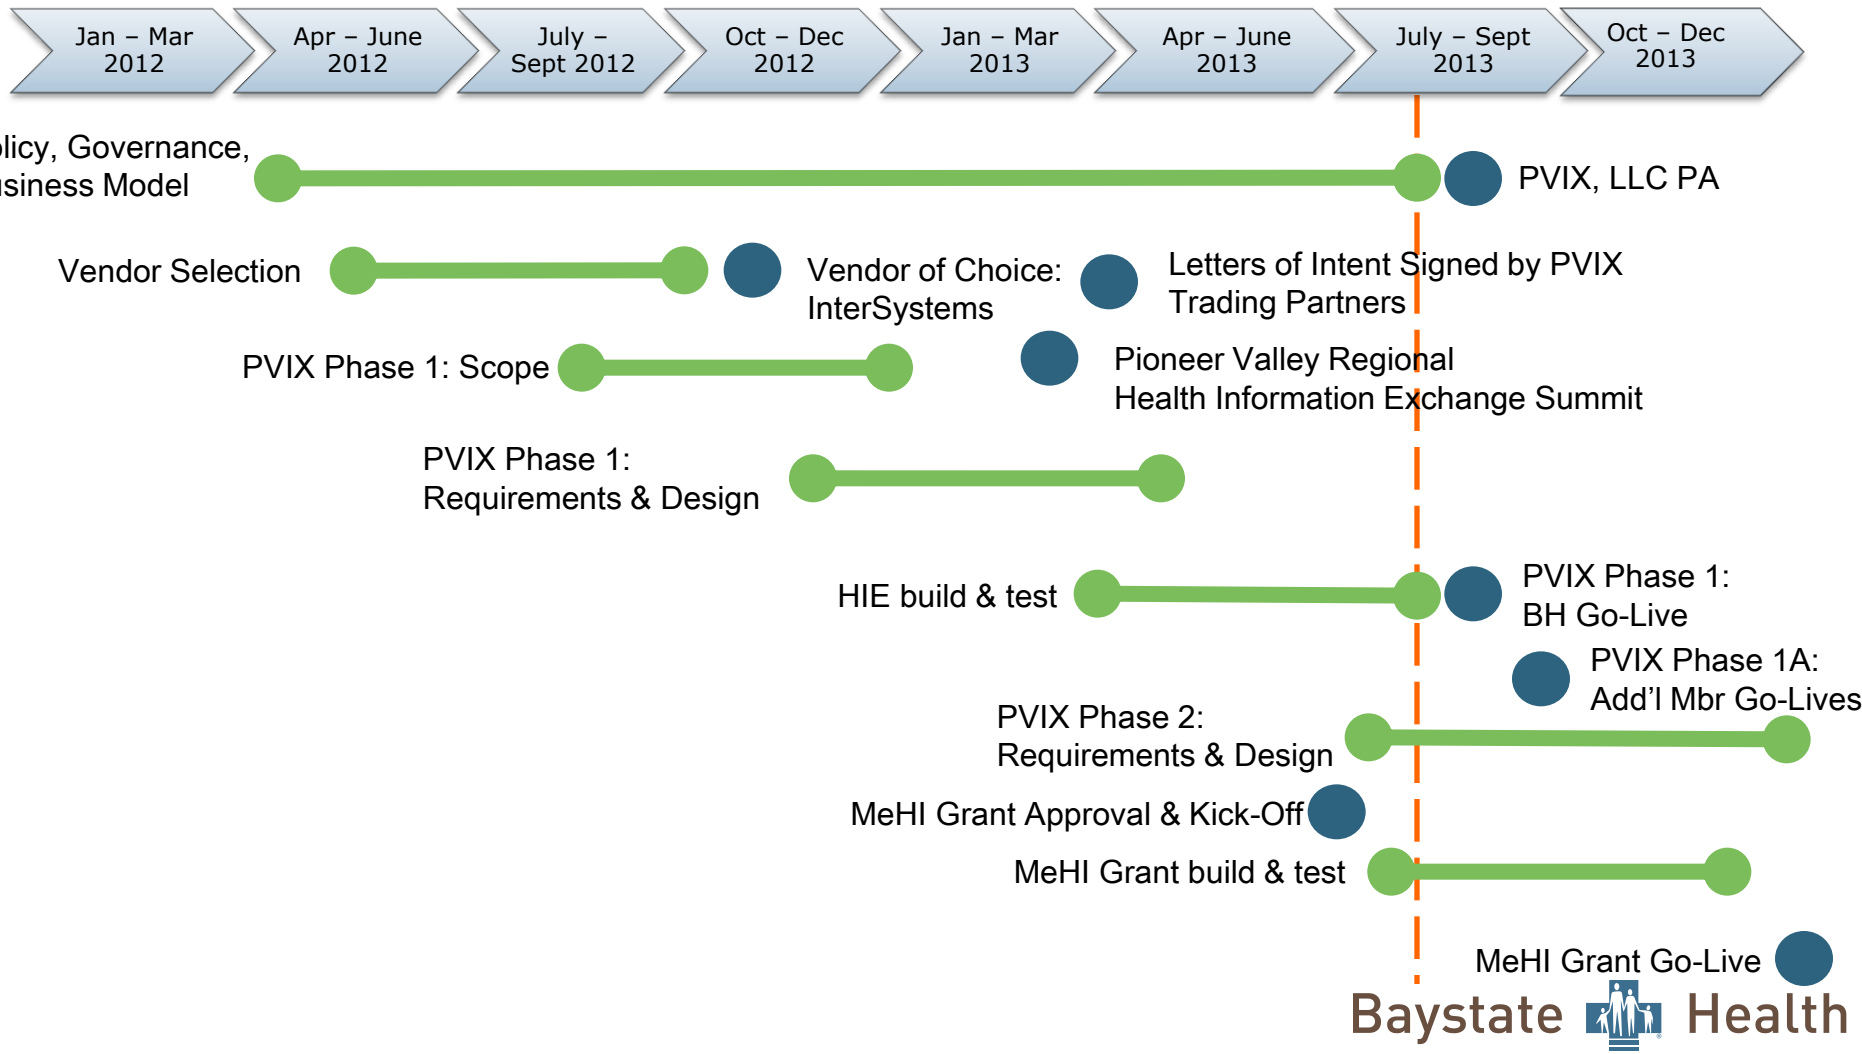 Jan – Mar
2012
Apr – June
2012
July –
Sept 2012
Oct – Dec
2012
Jan – Mar
2013
Apr – June
2013
July – Sept
2013
Oct – Dec
2013
olicy, Governance,
usiness Model
PVIX, LLC PA
Vendor Selection
Vendor of Choice:
InterSystems
Letters of Intent Signed by PVIX
Trading Partners
PVIX Phase 1: Scope
Pioneer Valley Regional
Health Information Exchange Summit
PVIX Phase 1:
Requirements & Design
HIE build & test
PVIX Phase 1:
BH Go-Live
PVIX Phase 1A:
Add’l Mbr Go-Lives
PVIX Phase 2:
Requirements & Design
MeHI Grant Approval & Kick-Off
MeHI Grant build & test
MeHI Grant Go-Live
Baystate Health